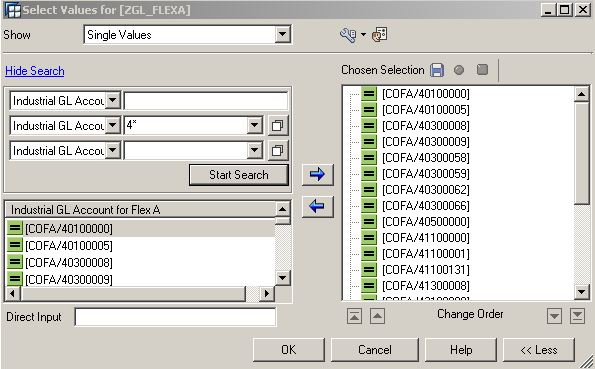 Select Values for [ZGL_FLEXA]
Show
Single Values
Hide Search
Industrial GL Accou
Industrial GL Accou
4*
Industrial GL Accou
Start Search
Industrial GL Account for Flex A
[COFA/40100000]
[COFA/40100005]
[COFA/40300008]
[COFA/40300009]
Direct Input
Chosen Selection
[COFA/40100000]
[COFA/40100005]
[COFA/40300008]
[COFA/40300009]
[COFA/40300058]
[COFA/40300059]
[COFA/40300062]
[COFA/40300066]
[COFA/40500000]
[COFA/41100000]
[COFA/41100001]
[COFA/41100131]
[COFA/41300008]
Change Order
OK
Cancel
Help
<< Less